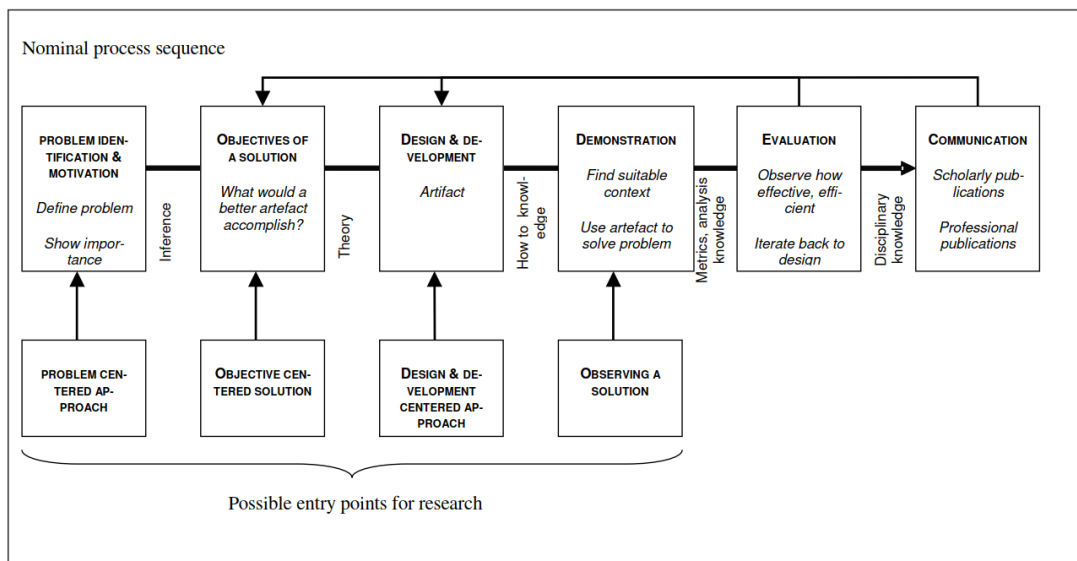 Nominal process sequence
PROBLEM IDEN-
TIFICATION &
MOTIVATION
Define problem
Show impor-
tance
Inference
OBJECTIVES OF
A SOLUTION
What would a
better artefact
accomplish?
Theory
DESIGN & DE-
VELOPMENT
Artifact
How to knowl-
edge
DEMONSTRATION
Find suitable
context
Use artefact to
solve problem
Metrics, analysis
knowledge
EVALUATION
Observe how
effective, effi-
cient
Iterate back to
design
Disciplinary
knowledge
COMMUNICATION
Scholarly pub-
lications
Professional
publications
PROBLEM CEN-
TERED AP-
PROACH
OBJECTIVE CEN-
TERED SOLUTION
DESIGN & DE-
VELOPMENT
CENTERED AP-
PROACH
OBSERVING A
SOLUTION
Possible entry points for research